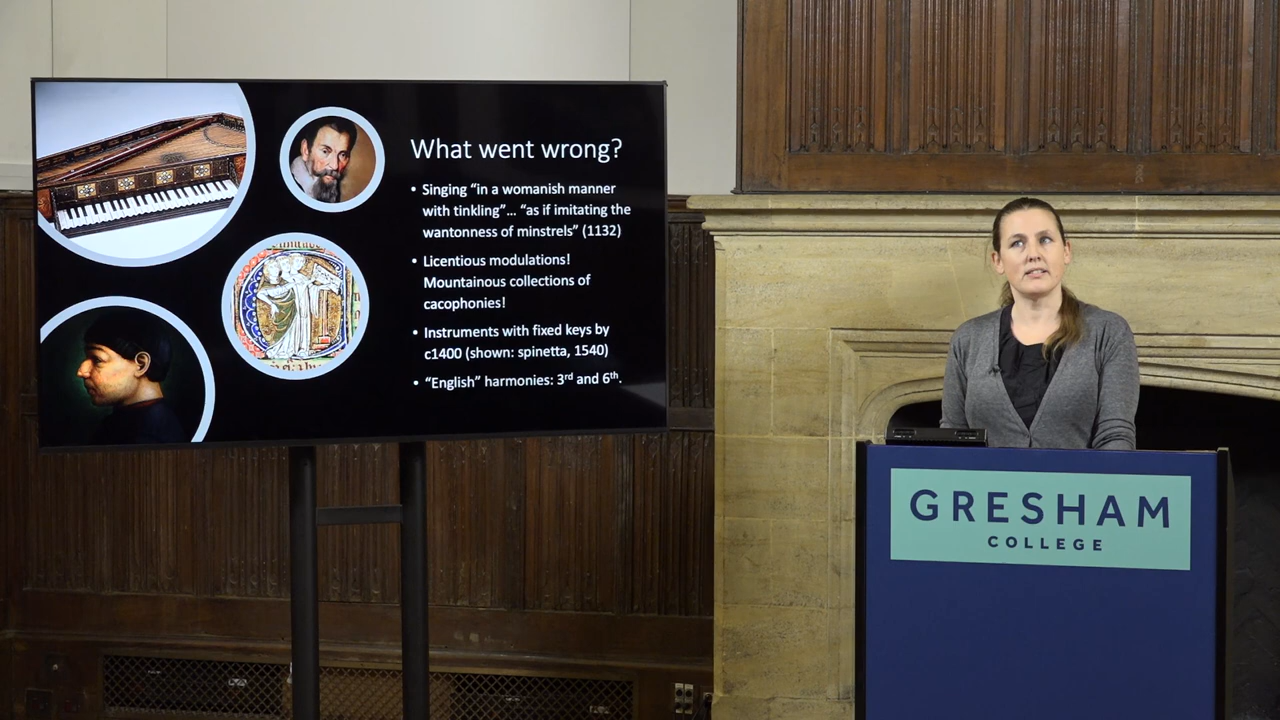 What went wrong?
• Singing “in a womanish manner
with tinkling”... “as if imitating the
wantonness of minstrels” (1132)
• Licentious modulations!
Mountainous collections of
cacophonies!
• Instruments with fixed keys by
c1400 (shown: spinetta, 1540)
• “English” harmonies: 3rd and 6th.
GRESHAM
COLLEGE